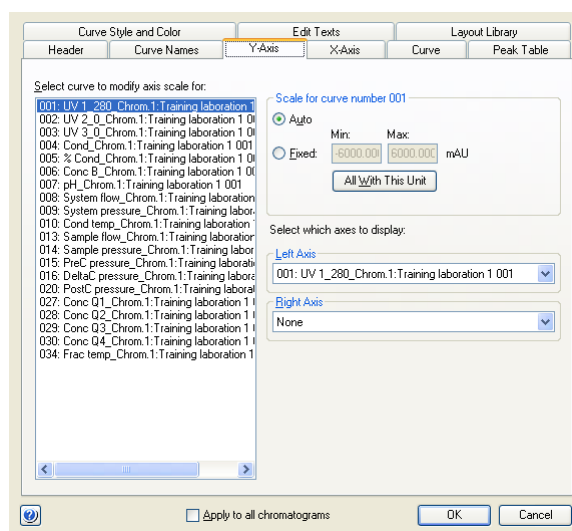 Curve Style and Color
Edit Texts
Layout Library
Header
Curve Names
Y-Axis
X-Axis
Curve
Peak Table
Select curve to modify axis scale for:
001: UV 1_280_Chrom.1:Training laboration 1
002: UV 2_0_Chrom.1:Training laboration 1 00
003: UV 3_0_Chrom.1:Training laboration 1 00
004: Cond_Chrom.1:Training laboration 1 001
005: % Cond_Chrom.1:Training laboration 1 00
006: Conc B_Chrom.1:Training laboration 1 00
007: pH_Chrom.1:Training laboration 1 001
008: System flow_Chrom.1:Training laboration
009: System pressure_Chrom.1:Training labor
010: Cond temp_Chrom.1:Training laboration
013: Sample flow_Chrom.1:Training laboration
014: Sample pressure_Chrom.1:Training labor
015: PreC pressure_Chrom.1:Training laborati
016: DeltaC pressure_Chrom.1:Training labora
020: PostC pressure_Chrom.1:Training laborat
027: Conc Q1_Chrom.1:Training laboration 1
028: Conc Q2_Chrom.1:Training laboration 1
029: Conc Q3_Chrom.1:Training laboration 1
030: Conc Q4_Chrom.1:Training laboration 1
034: Frac temp_Chrom.1:Training laboration 1
Scale for curve number 001
Auto
Min: Max:
Fixed: -6000.00 6000.000 mAU
All With This Unit
Select which axes to display:
Left Axis
001: UV 1_280_Chrom.1:Training laboration 1 001
Right Axis
None
Apply to all chromatograms
OK
Cancel